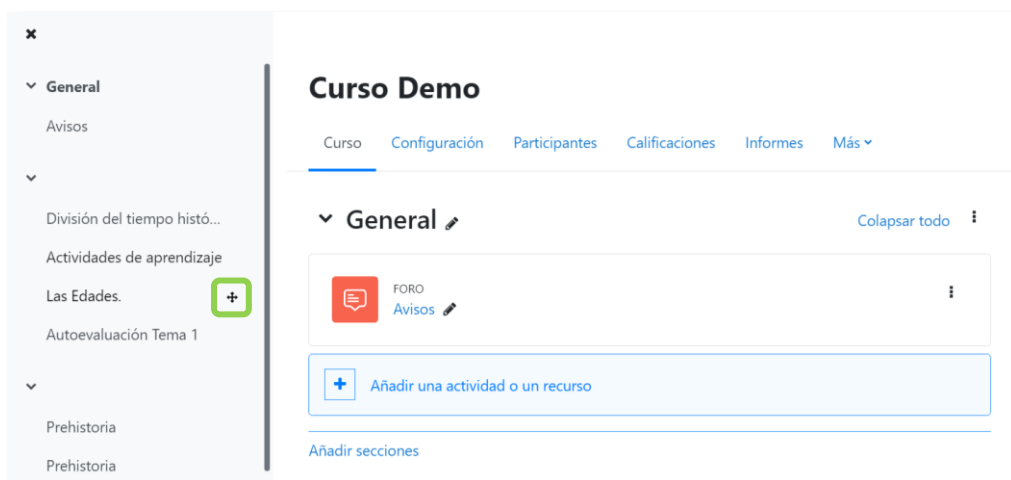 General
Avisos
División del tiempo histó...
Actividades de aprendizaje
Las Edades.
Autoevaluación Tema 1
Prehistoria
Prehistoria
Curso Demo
Curso Configuración Participantes Calificaciones Informes Más
General
Colapsar todo
FORO
Avisos
Añadir una actividad o un recurso
Añadir secciones